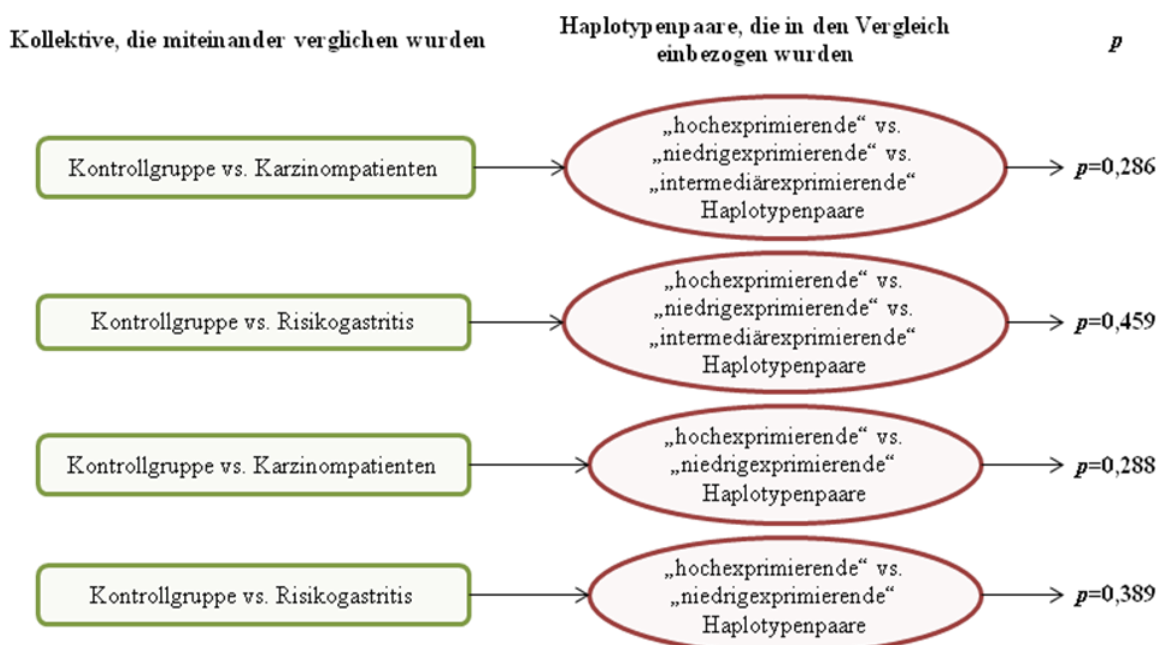 Kollektive, die miteinander verglichen wurden
Haplotypenpaare, die in den Vergleich
einbezogen wurden
p
Kontrollgruppe vs. Karzinompatienten
„hochexprimierende“ vs.
„niedrigexprimierende“ vs.
„intermediärexprimierende“
Haplotypenpaare
p=0,286
Kontrollgruppe vs. Risikogastritis
„hochexprimierende“ vs.
„niedrigexprimierende“ vs.
„intermediärexprimierende“
Haplotypenpaare
p=0,459
Kontrollgruppe vs. Karzinompatienten
„hochexprimierende“ vs.
„niedrigexprimierende“
Haplotypenpaare
p=0,288
Kontrollgruppe vs. Risikogastritis
„hochexprimierende“ vs.
„niedrigexprimierende“
Haplotypenpaare
p=0,389